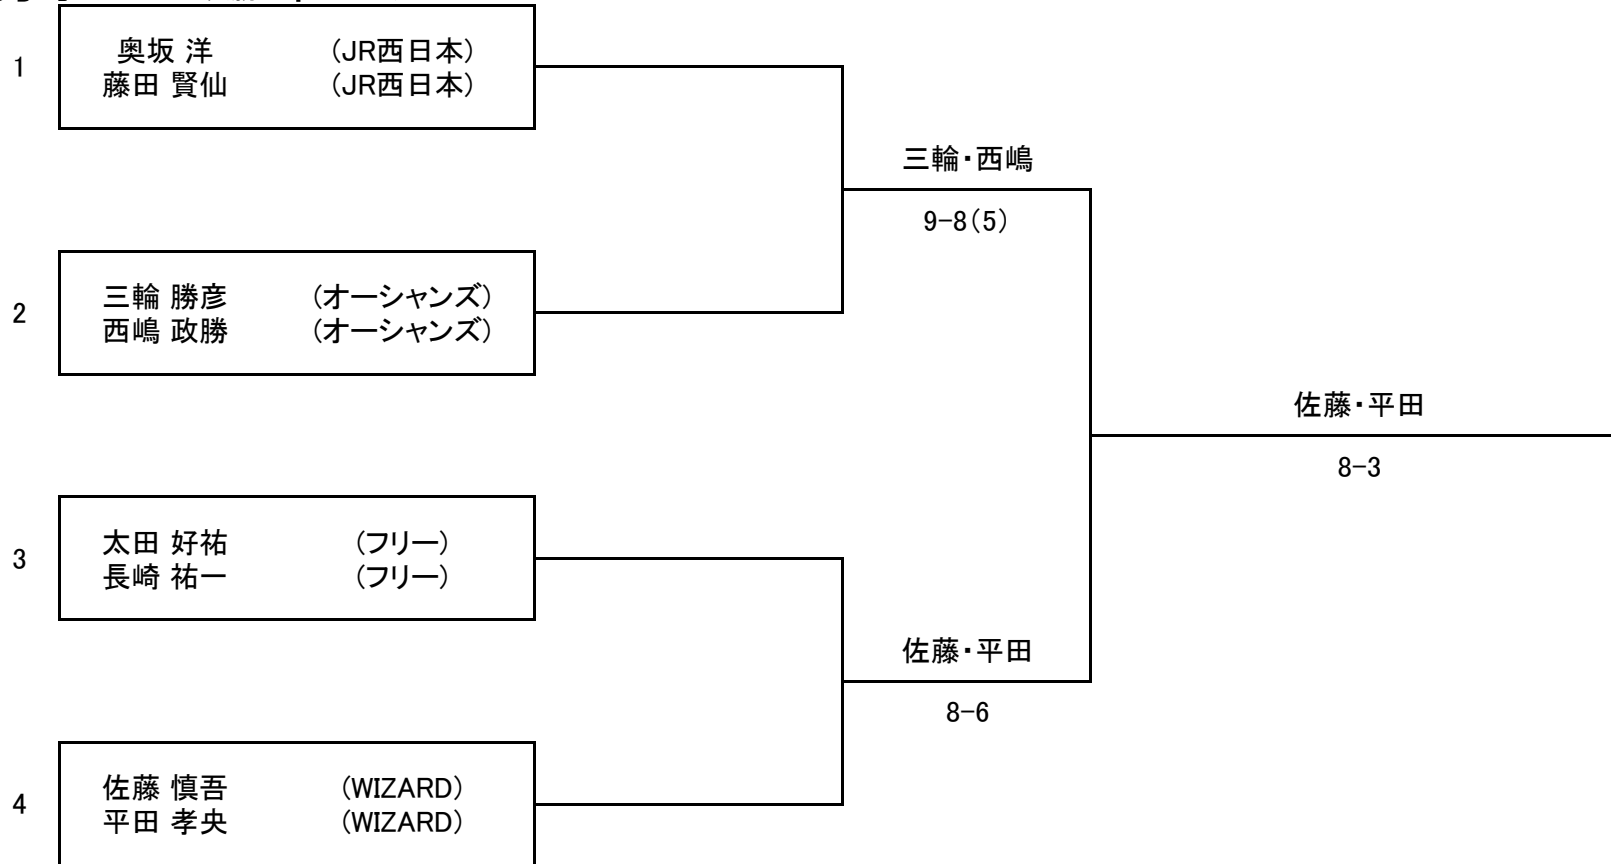 1
奥坂 洋 (JR西日本)
藤田 賢仙 (JR西日本)
三輪・西嶋
9-8(5)
2
三輪 勝彦 (オーシャンズ)
西嶋 政勝 (オーシャンズ)
佐藤・平田
8-3
3
太田 好祐 (フリー)
長崎 祐一 (フリー)
佐藤・平田
8-6
4
佐藤 慎吾 (WIZARD)
平田 孝央 (WIZARD)